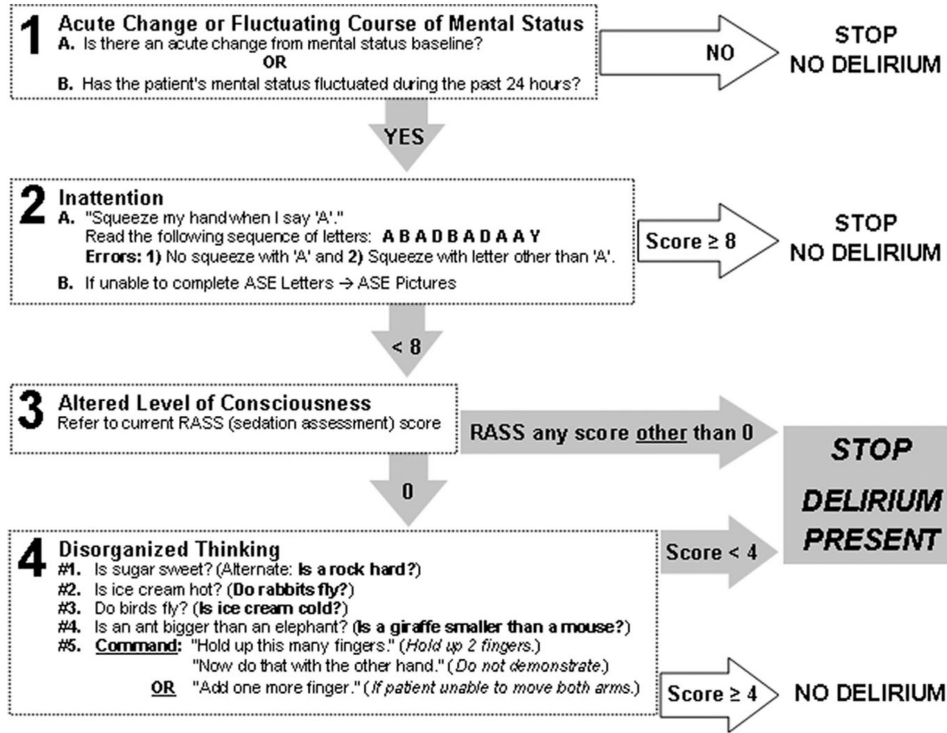 1 Acute Change or Fluctuating Course of Mental Status
A. Is there an acute change from mental status baseline?
OR
B. Has the patient's mental status fluctuated during the past 24 hours?
NO
STOP
NO DELIRIUM
YES
2 Inattention
A. "Squeeze my hand when I say 'A'."
Read the following sequence of letters: A B A D B A D A A Y
Errors: 1) No squeeze with 'A' and 2) Squeeze with letter other than 'A'.
B. If unable to complete ASE Letters → ASE Pictures
Score ≥ 8
STOP
NO DELIRIUM
< 8
3 Altered Level of Consciousness
Refer to current RASS (sedation assessment) score
RASS any score other than 0
STOP
DELIRIUM
PRESENT
0
4 Disorganized Thinking
#1. Is sugar sweet? (Alternate: Is a rock hard?)
#2. Is ice cream hot? (Do rabbits fly?)
#3. Do birds fly? (Is ice cream cold?)
#4. Is an ant bigger than an elephant? (Is a giraffe smaller than a mouse?)
#5. Command: "Hold up this many fingers." (Hold up 2 fingers.)
"Now do that with the other hand." (Do not demonstrate.)
OR "Add one more finger." (If patient unable to move both arms.)
Score < 4
Score ≥ 4
NO DELIRIUM